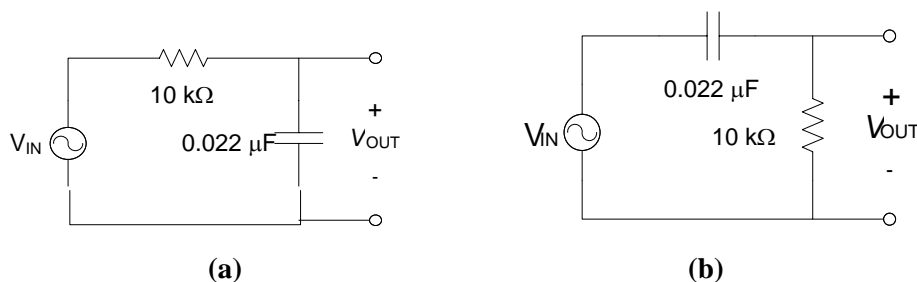 10 kΩ
V_IN
0.022 μF
+
V_OUT
-
(a)
0.022 μF
V_IN
10 kΩ
+
V_OUT
-
(b)